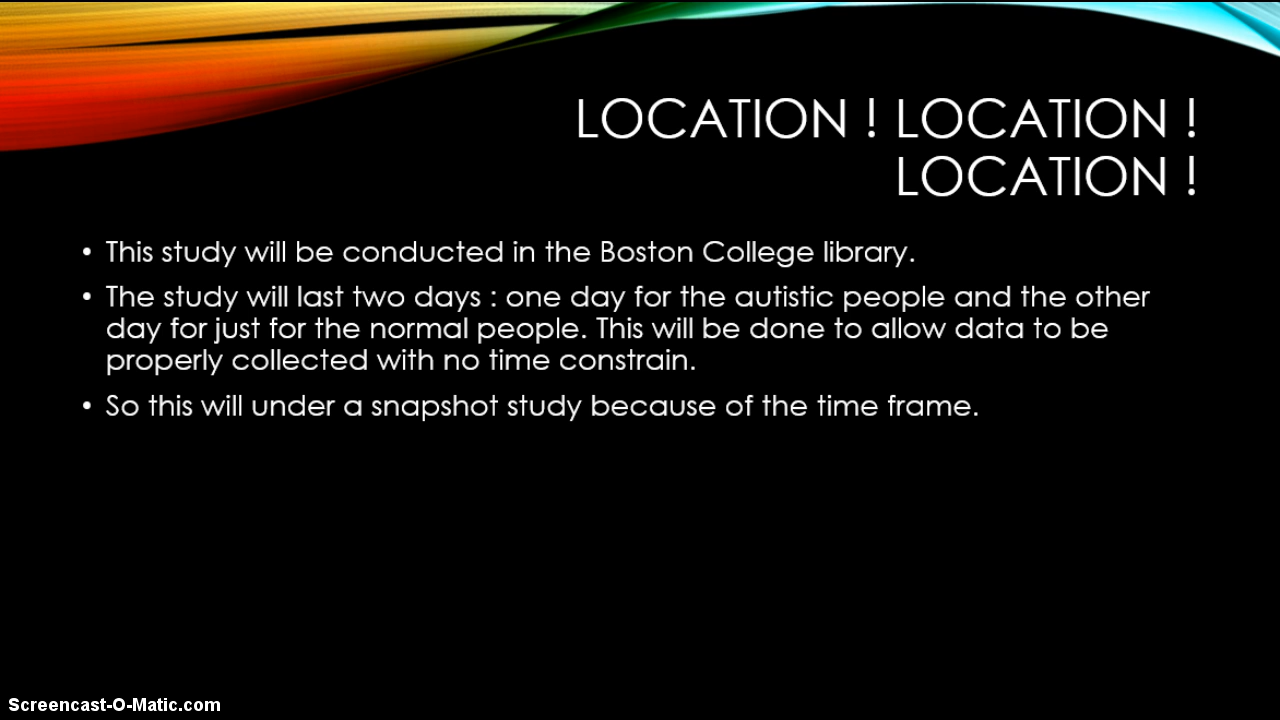 LOCATION ! LOCATION !
LOCATION !
• This study will be conducted in the Boston College library.
• The study will last two days : one day for the autistic people and the other
day for just for the normal people. This will be done to allow data to be
properly collected with no time constrain.
• So this will under a snapshot study because of the time frame.
Screencast-O-Matic.com